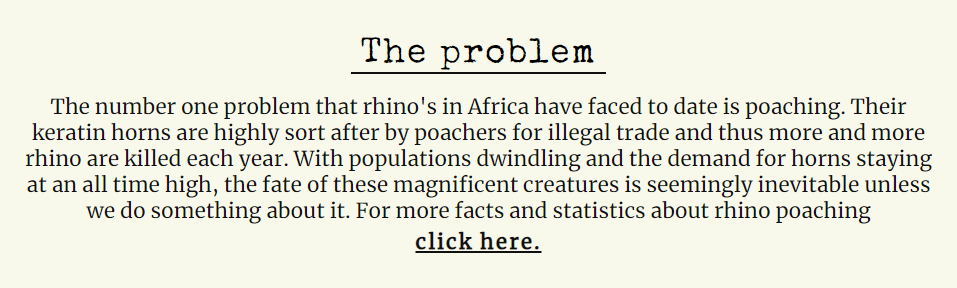 The problem
The number one problem that rhino's in Africa have faced to date is poaching. Their
keratin horns are highly sort after by poachers for illegal trade and thus more and more
rhino are killed each year. With populations dwindling and the demand for horns staying
at an all time high, the fate of these magnificent creatures is seemingly inevitable unless
we do something about it. For more facts and statistics about rhino poaching
click here.